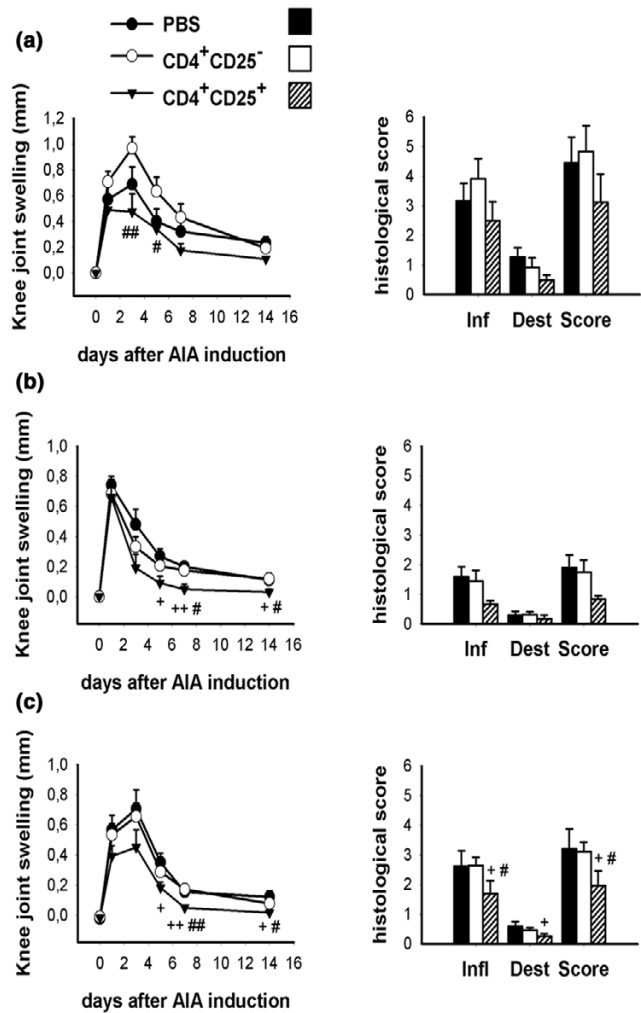 (a)
PBS
CD4⁺CD25⁻
CD4⁺CD25⁺
Knee joint swelling (mm)
1,2
1,0
0,8
0,6
0,4
0,2
0,0
## #
0 2 4 6 8 10 12 14 16
days after AIA induction
histological score
6
5
4
3
2
1
0
Inf Dest Score
(b)
Knee joint swelling (mm)
1,0
0,8
0,6
0,4
0,2
0,0
+ ++ # + #
0 2 4 6 8 10 12 14 16
days after AIA induction
histological score
6
5
4
3
2
1
0
Inf Dest Score
(c)
Knee joint swelling (mm)
1,0
0,8
0,6
0,4
0,2
0,0
+ ++ ## + #
0 2 4 6 8 10 12 14 16
days after AIA induction
histological score
6
5
4
3
2
1
0
+ # + + #
Infl Dest Score